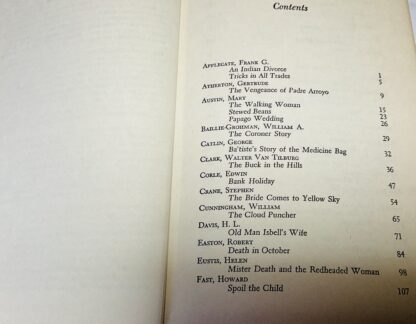 Contents
APPLEGATE, FRANK G.
An Indian Divorce
Tricks in All Trades 1
ATHERTON, GERTRUDE 5
The Vengeance of Padre Arroyo
AUSTIN, MARY 9
The Walking Woman
Stewed Beans 15
Papago Wedding 23
BAILLIE-GROHMAN, WILLIAM A. 26
The Coroner Story
CATLIN, GEORGE 29
Ba'tiste's Story of the Medicine Bag
CLARK, WALTER VAN TILBURG 32
The Buck in the Hills
CORLE, EDWIN 36
Bank Holiday
CRANE, STEPHEN 47
The Bride Comes to Yellow Sky
CUNNINGHAM, WILLIAM 54
The Cloud Puncher
DAVIS, H. L. 65
Old Man Isbell's Wife
EASTON, ROBERT 71
Death in October
EUSTIS, HELEN 84
Mister Death and the Redheaded Woman
FAST, HOWARD 98
Spoil the Child
107